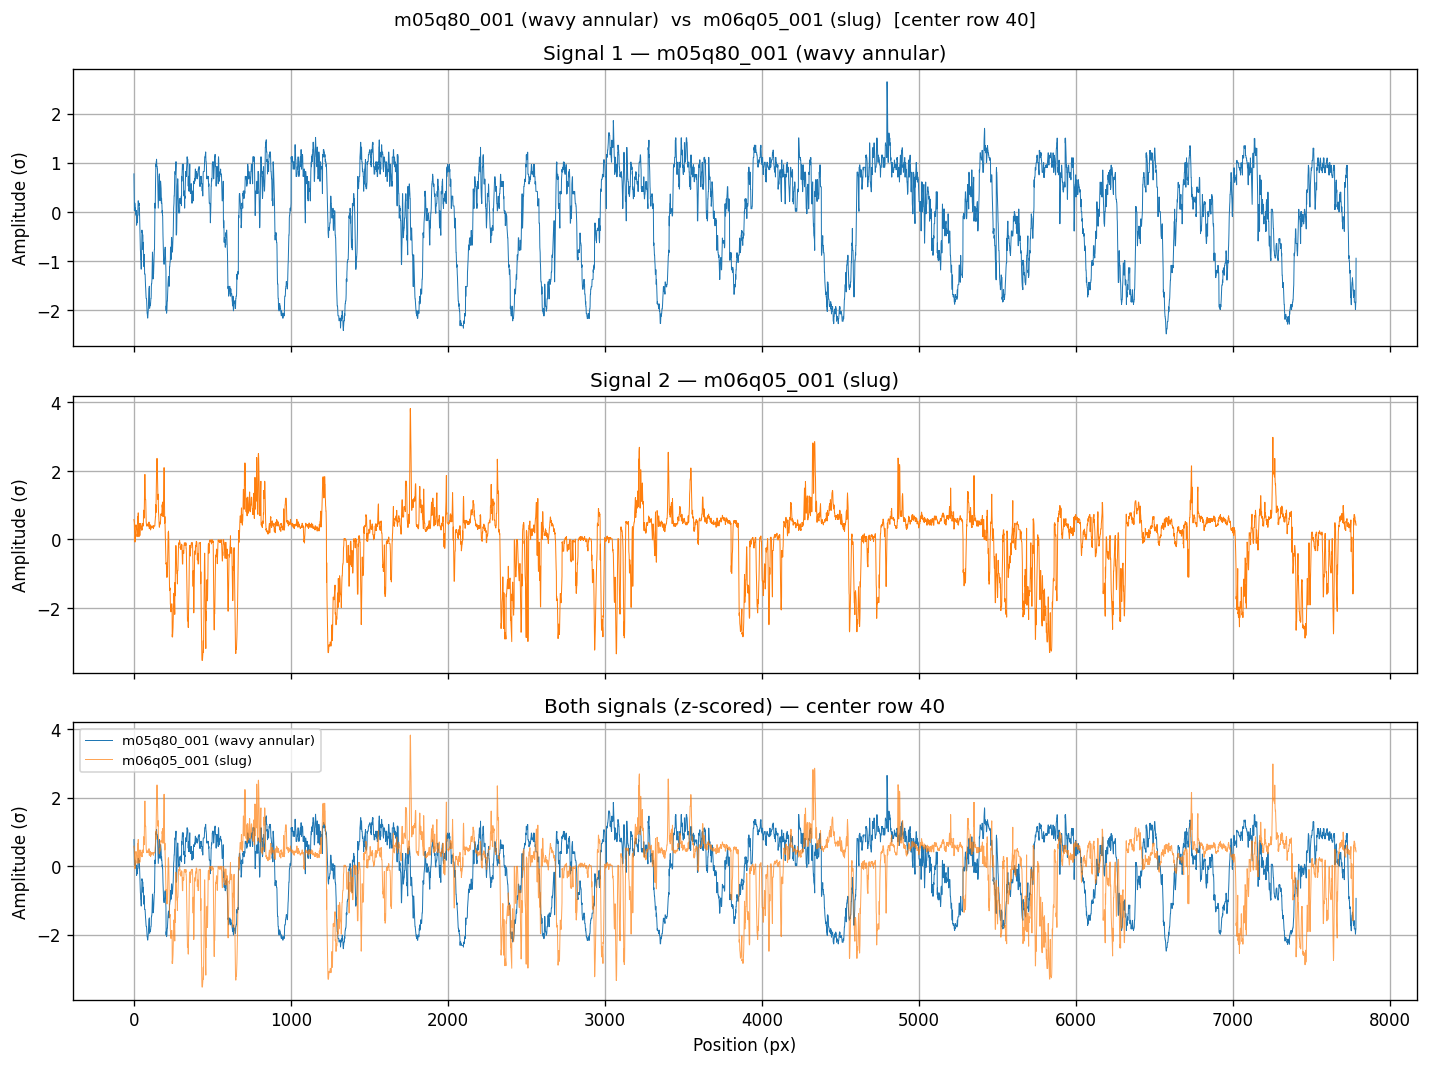 m05q80_001 (wavy annular)  vs  m06q05_001 (slug)  [center row 40]
Signal 1 — m05q80_001 (wavy annular)
Amplitude (σ)
2
1
0
−1
−2
Signal 2 — m06q05_001 (slug)
Amplitude (σ)
4
2
0
−2
Both signals (z-scored) — center row 40
Amplitude (σ)
4
2
0
−2
m05q80_001 (wavy annular)
m06q05_001 (slug)
0 1000 2000 3000 4000 5000 6000 7000 8000
Position (px)